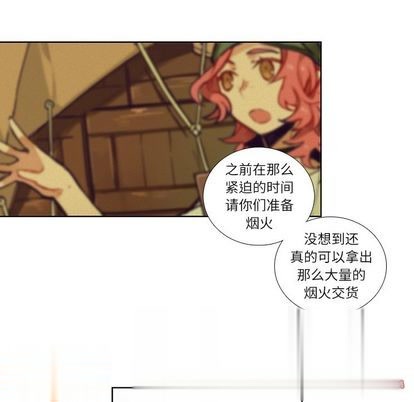 之前在那么
紧迫的时间
请你们准备
烟火
没想到还
真的可以拿出
那么大量的
烟火交货